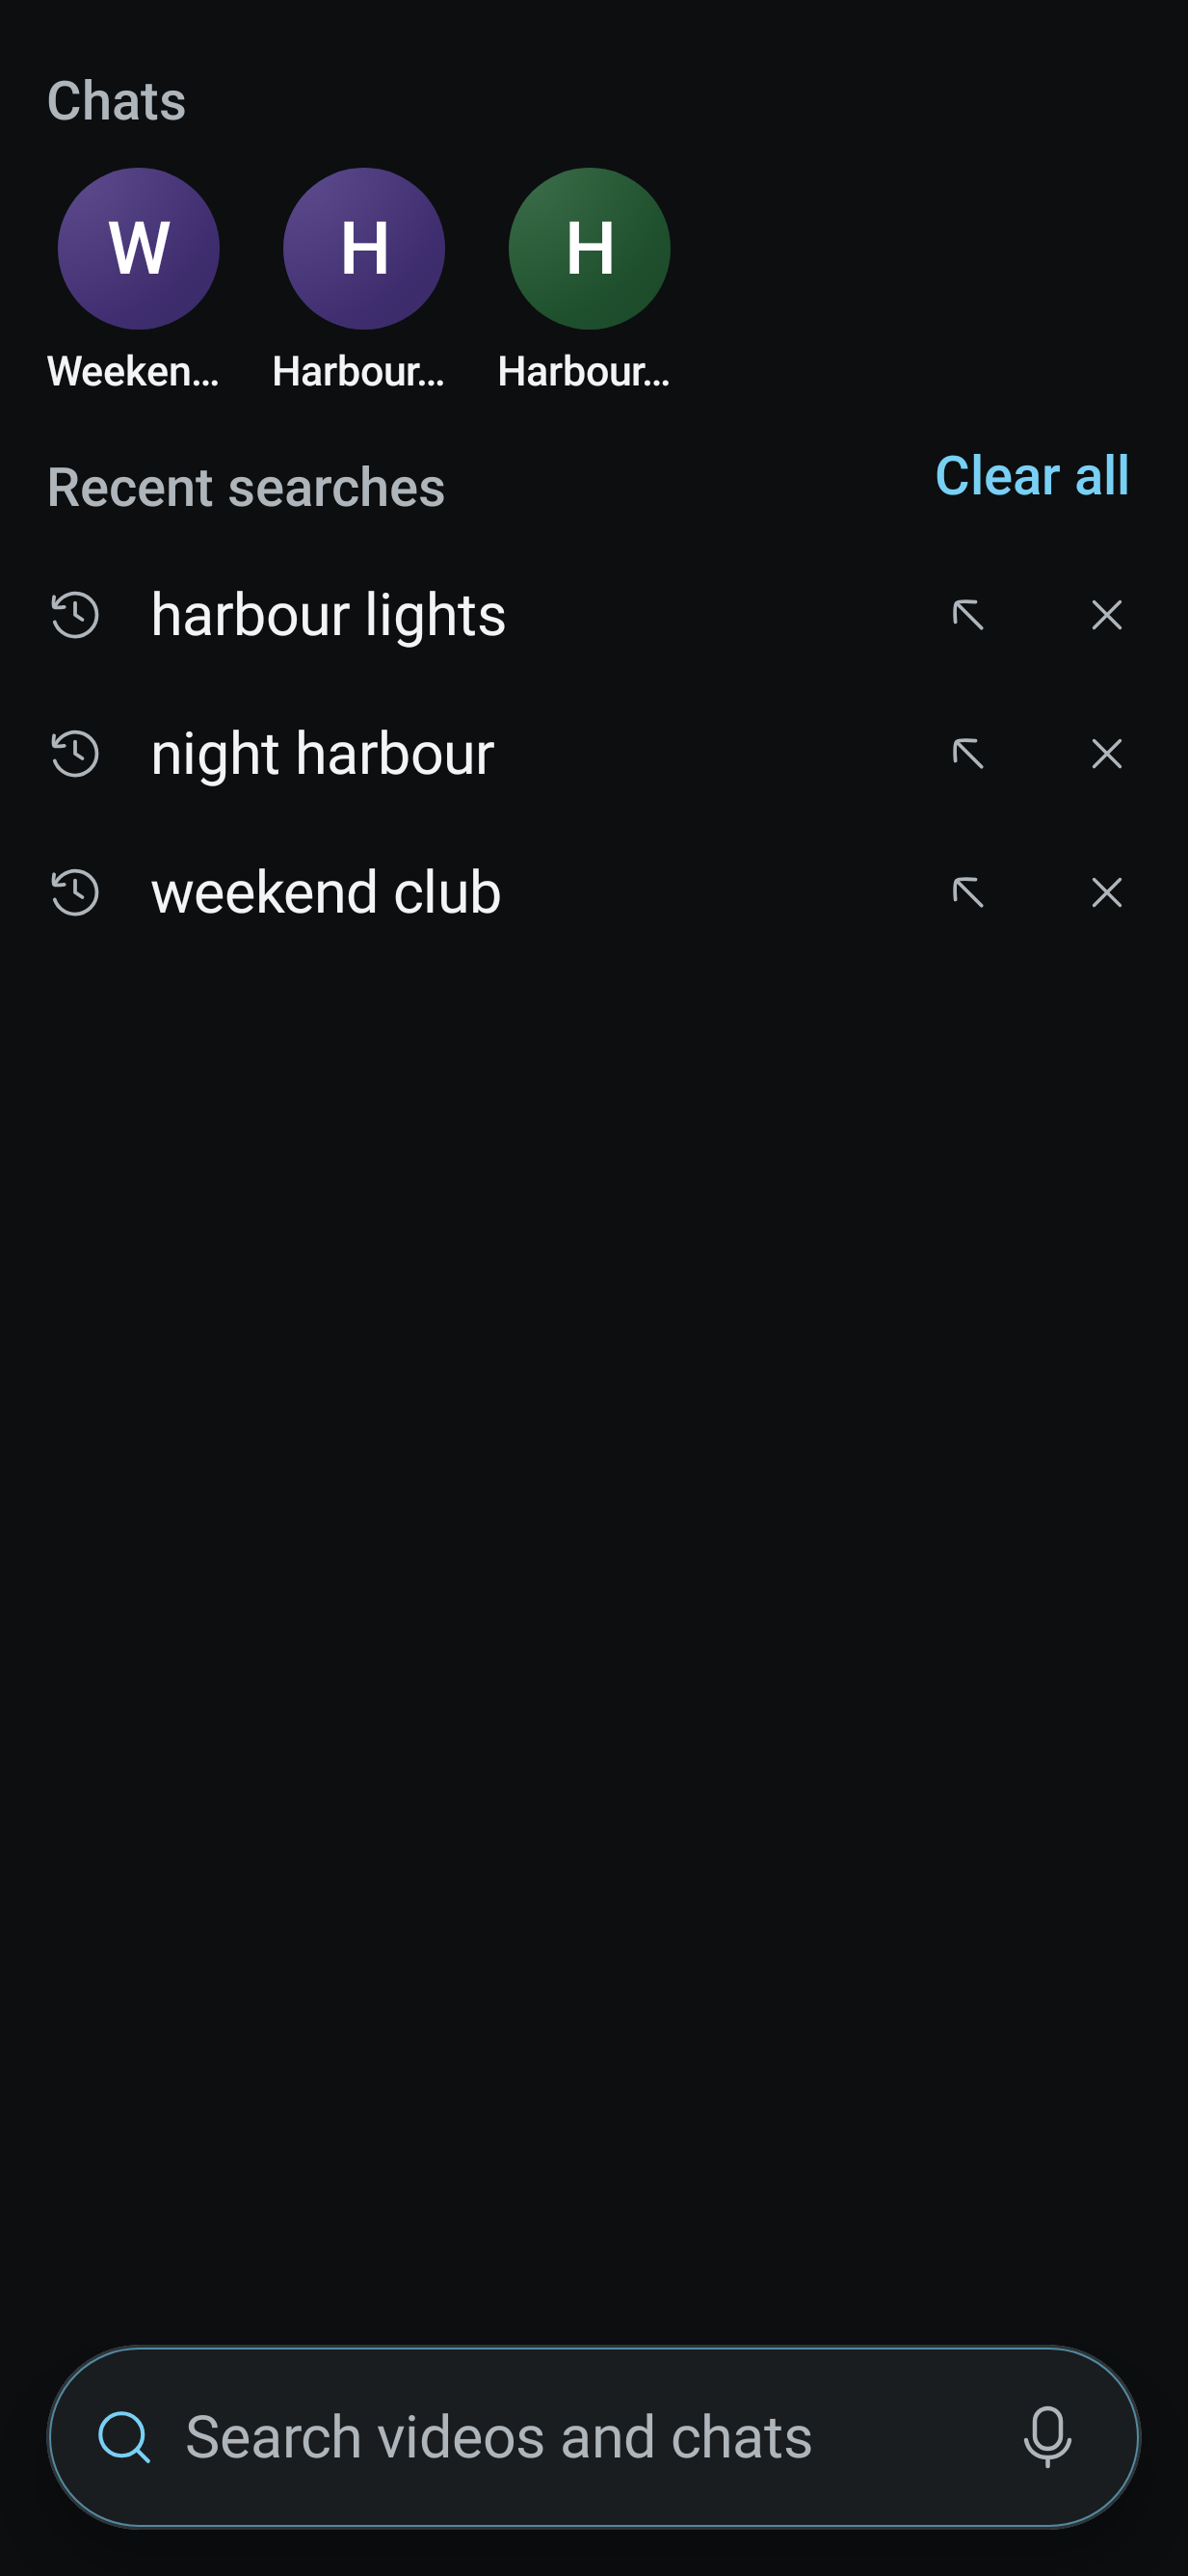 Chats
W H H
Weeken... Harbour... Harbour...
Recent searches Clear all
harbour lights
night harbour
weekend club
Search videos and chats